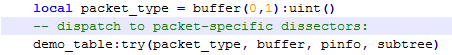 local packet_type = buffer(0,1):uint()
-- dispatch to packet-specific dissectors:
demo_table:try(packet_type, buffer, pinfo, subtree)